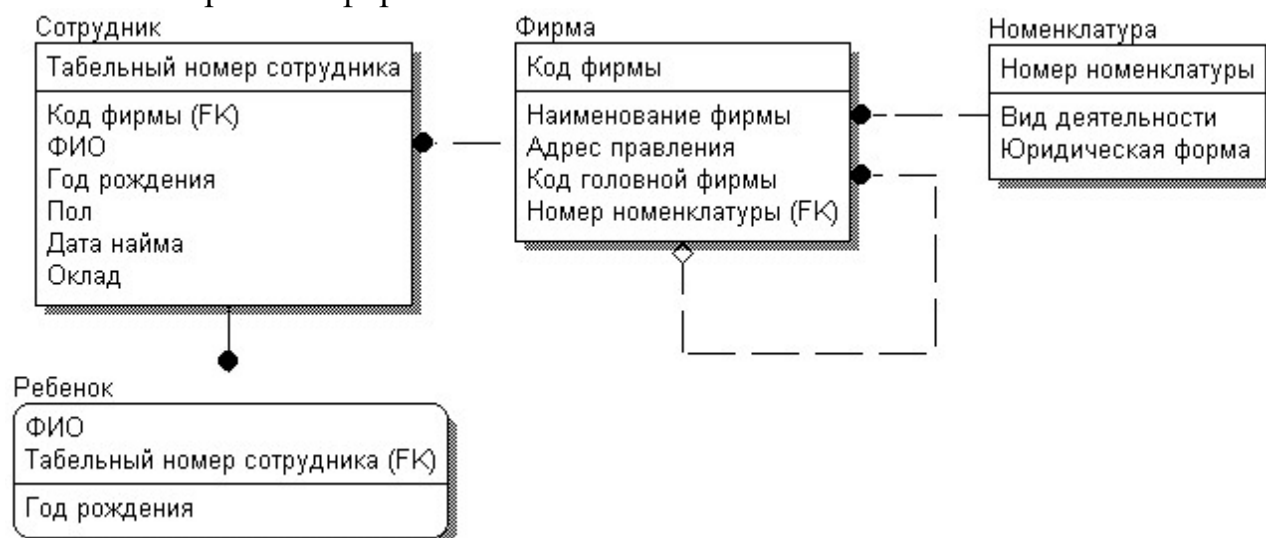 Сотрудник
Табельный номер сотрудника
Код фирмы (FK)
ФИО
Год рождения
Пол
Дата найма
Оклад
Фирма
Код фирмы
Наименование фирмы
Адрес правления
Код головной фирмы
Номер номенклатуры (FK)
Номенклатура
Номер номенклатуры
Вид деятельности
Юридическая форма
Ребенок
ФИО
Табельный номер сотрудника (FK)
Год рождения